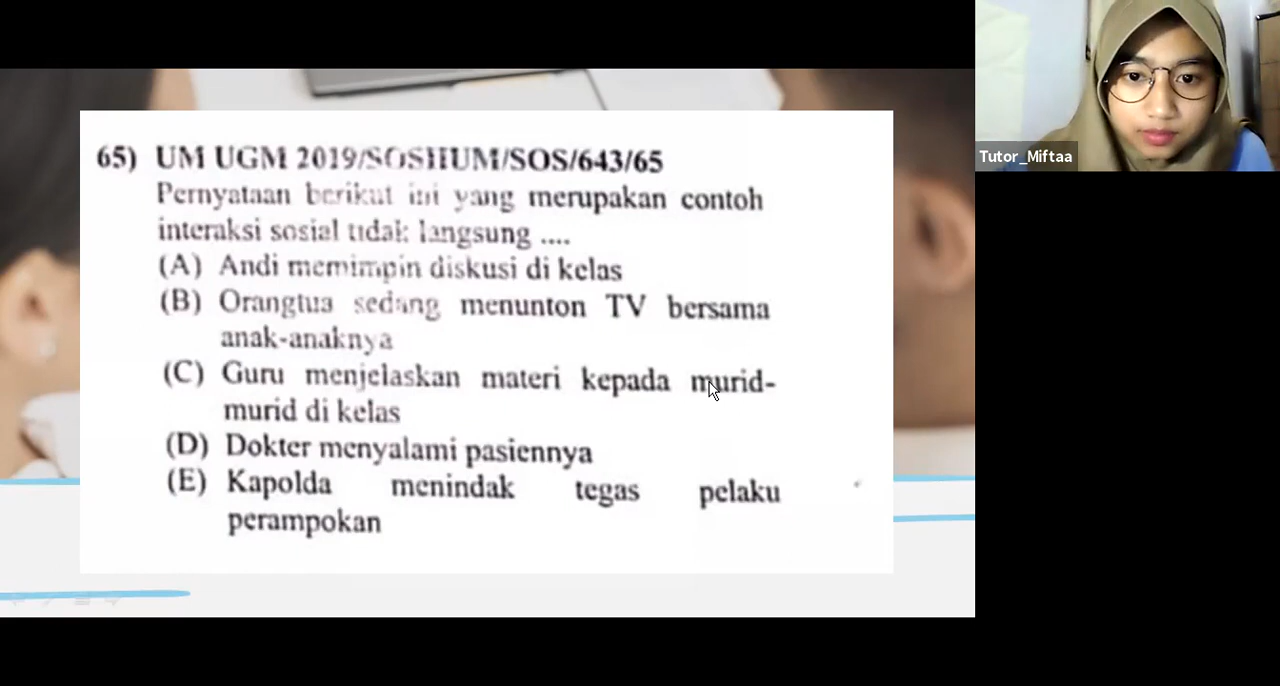 65) UM UGM 2019/SOSHUM/SOS/643/65
Pernyataan berikut ini yang merupakan contoh
interaksi sosial tidak langsung ....
(A) Andi memimpin diskusi di kelas
(B) Orangtua sedang menunton TV bersama
anak-anaknya
(C) Guru menjelaskan materi kepada murid-
murid di kelas
(D) Dokter menyalami pasiennya
(E) Kapolda menindak tegas pelaku
perampokan
Tutor_Miftaa